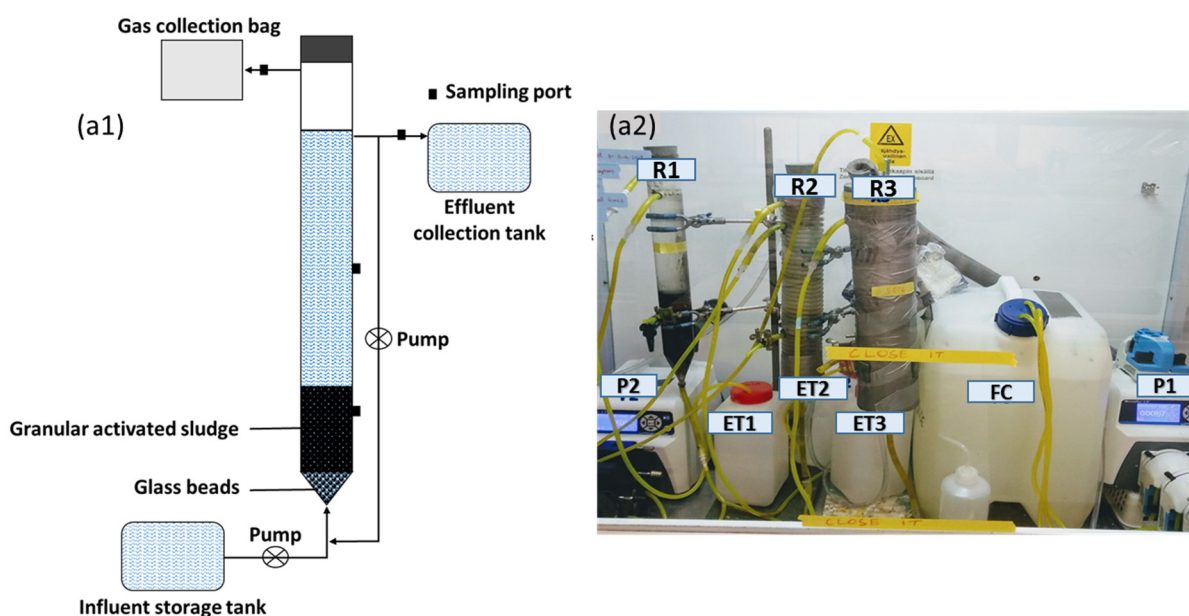 Gas collection bag
(a1)
Sampling port
Effluent
collection tank
Pump
Granular activated sludge
Glass beads
Pump
Influent storage tank
(a2)
R1
R2
R3
EX
P2
ET1
ET2
ET3
FC
P1
CLOSE IT
CLOSE IT